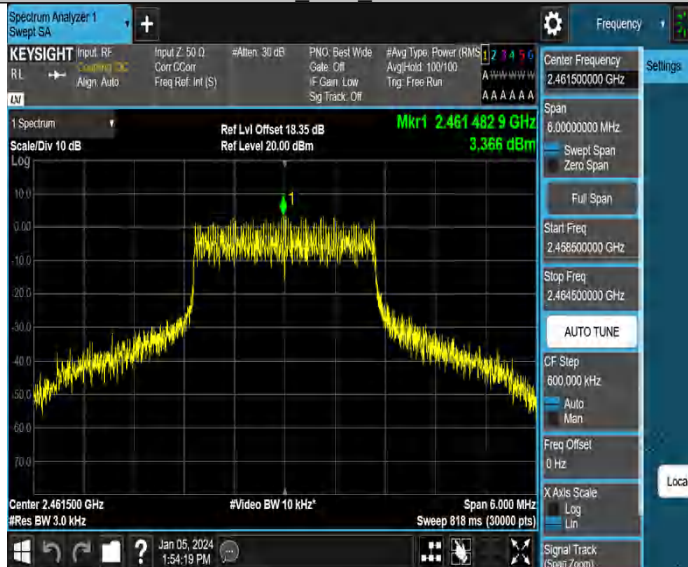 Spectrum Analyzer 1
Swept SA
Frequency
KEYSIGHT
Input: RF
Coupling: DC
Align: Auto
RL
LXI
Input Z: 50 Ω
Corr CCorr
Freq Ref: Int (S)
#Atten: 30 dB
PNO: Best Wide
Gate: Off
IF Gain: Low
Sig Track: Off
#Avg Type: Power (RMS
Avg|Hold: 100/100
Trig: Free Run
1 2 3 4 5 6
A W W W W W
A A A A A A
1 Spectrum
Scale/Div 10 dB
Log
Ref Lvl Offset 18.35 dB
Ref Level 20.00 dBm
Mkr1 2.461 482 9 GHz
3.366 dBm
1
10.0
0.00
-10.0
-20.0
-30.0
-40.0
-50.0
-60.0
-70.0
Center 2.461500 GHz
#Res BW 3.0 kHz
#Video BW 10 kHz*
Span 6.000 MHz
Sweep 818 ms (30000 pts)
Jan 05, 2024
1:54:19 PM
?
Center Frequency
2.461500000 GHz
Settings
Span
6.00000000 MHz
Swept Span
Zero Span
Full Span
Start Freq
2.458500000 GHz
Stop Freq
2.464500000 GHz
AUTO TUNE
CF Step
600.000 kHz
Auto
Man
Freq Offset
0 Hz
X Axis Scale
Log
Lin
Loca
Signal Track
(Span Zoom)